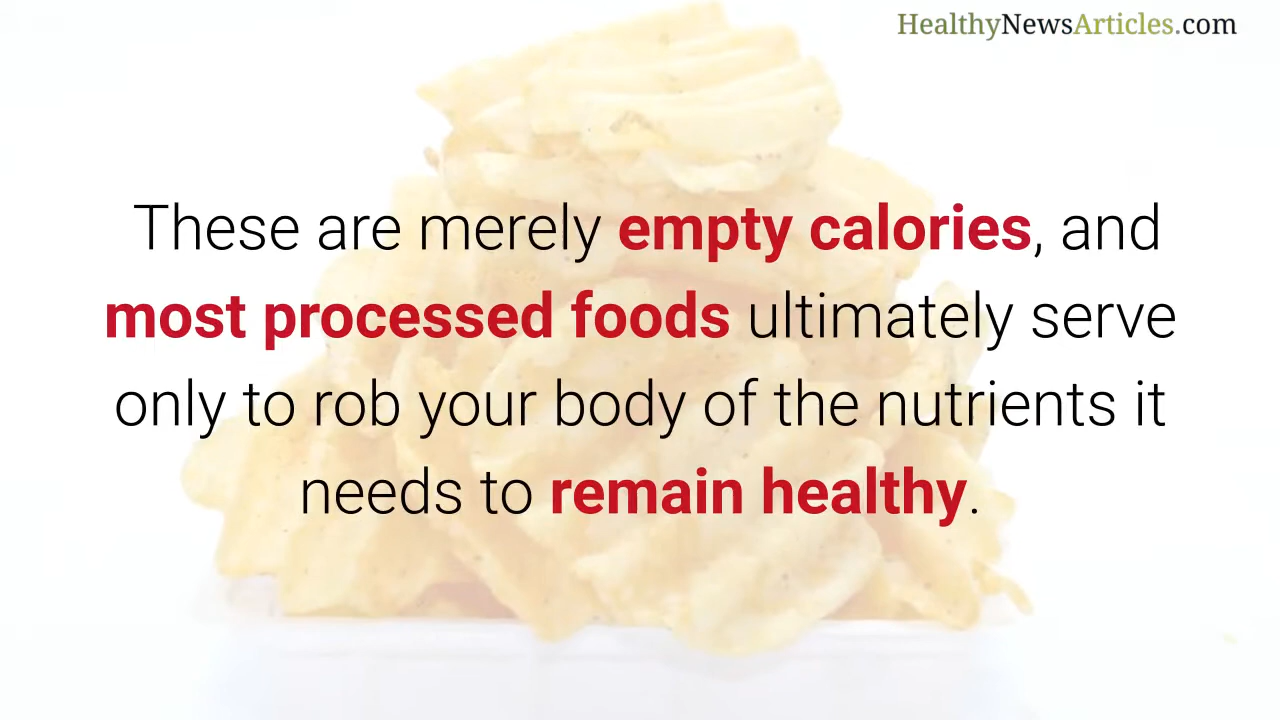 HealthyNewsArticles.com
These are merely empty calories, and
most processed foods ultimately serve
only to rob your body of the nutrients it
needs to remain healthy.